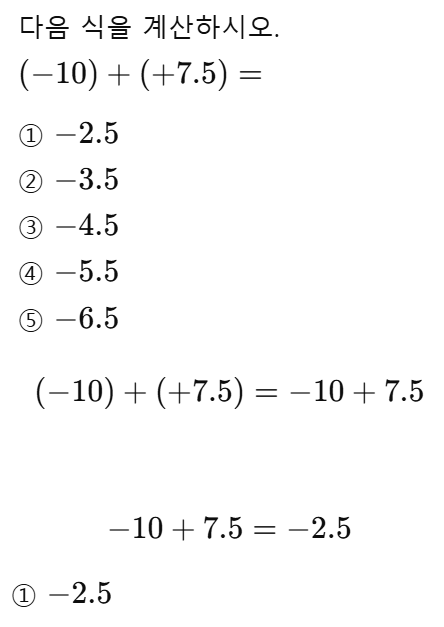 다음 식을 계산하시오.
(−10) + (+7.5) =
① −2.5
② −3.5
③ −4.5
④ −5.5
⑤ −6.5
(−10) + (+7.5) = −10 + 7.5
−10 + 7.5 = −2.5
① −2.5